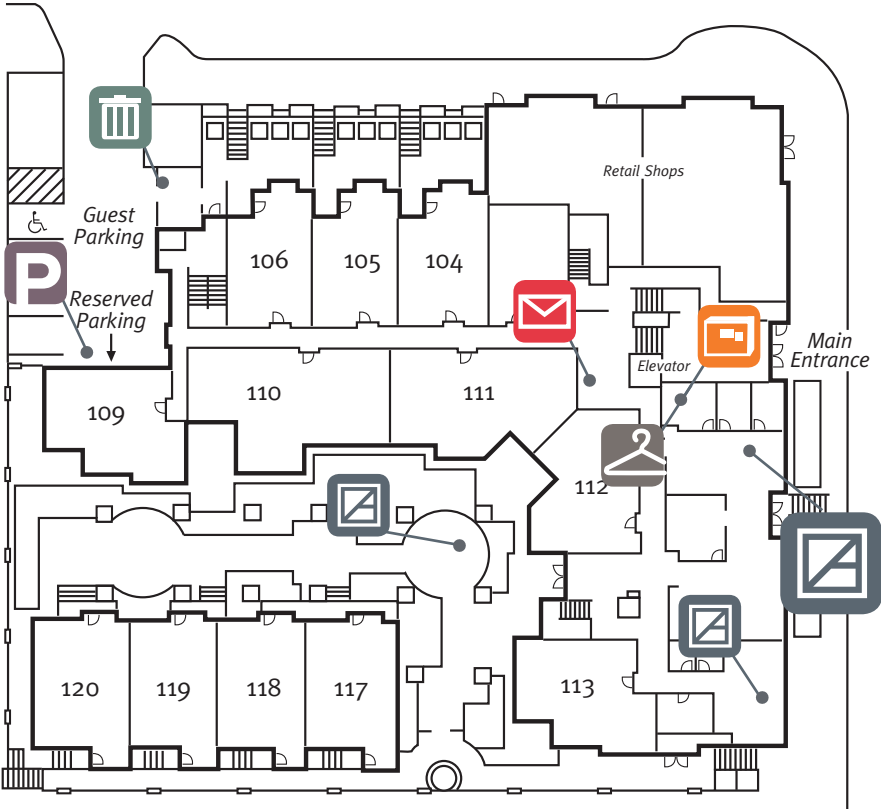 Retail Shops
Guest
Parking
106
105
104
P
Reserved
Parking
Main
Entrance
Elevator
110
111
109
112
120
119
118
117
113